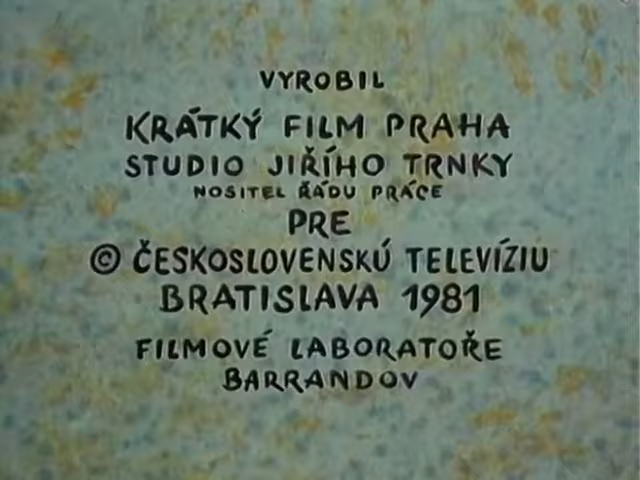 VYROBIL
KRÁTKÝ FILM PRAHA
STUDIO JIŘÍHO TRNKY
NOSITEL ŘÁDU PRÁCE
PRE
© ČESKOSLOVENSKÚ TELEVÍZIU
BRATISLAVA 1981
FILMOVÉ LABORATOŘE
BARRANDOV